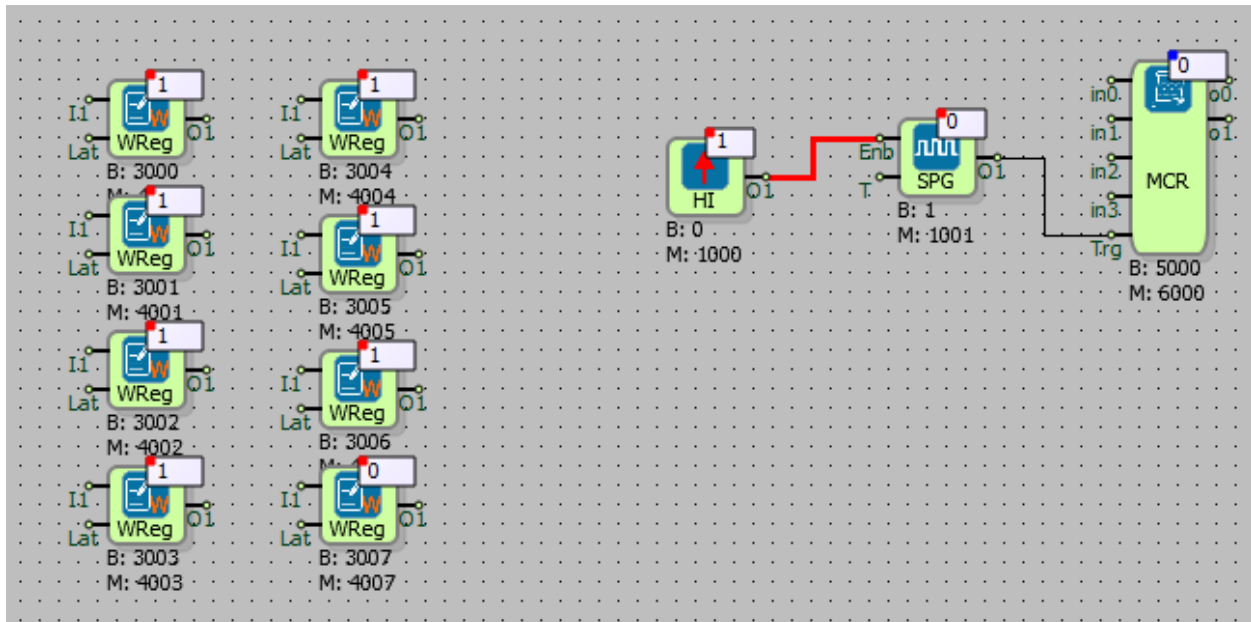 1
I1
O1
Lat
WReg
B: 3000
1
I1
O1
Lat
WReg
B: 3001
M: 4001
1
I1
O1
Lat
WReg
B: 3002
M: 4002
1
I1
O1
Lat
WReg
B: 3003
M: 4003
1
I1
O1
Lat
WReg
B: 3004
M: 4004
1
I1
O1
Lat
WReg
B: 3005
M: 4005
1
I1
O1
Lat
WReg
B: 3006
0
I1
O1
Lat
WReg
B: 3007
M: 4007
1
O1
HI
B: 0
M: 1000
0
Enb
O1
T
SPG
B: 1
M: 1001
0
in0
o0
in1
o1
in2
MCR
in3
Trg
B: 5000
M: 6000